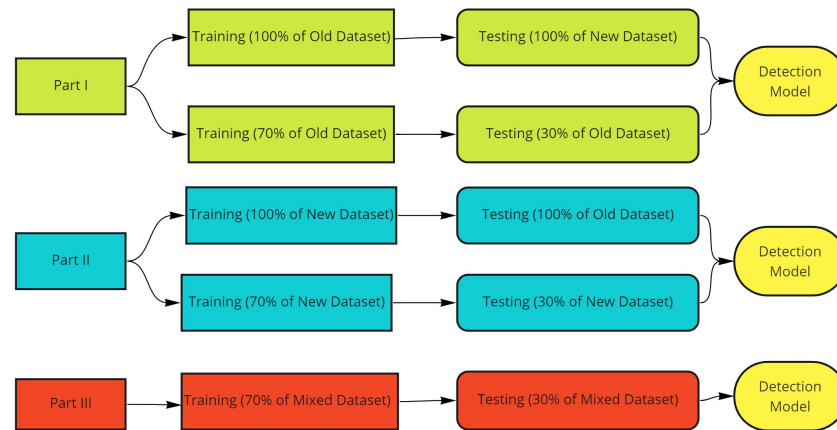 Training (100% of Old Dataset)
Testing (100% of New Dataset)
Part I
Detection
Model
Training (70% of Old Dataset)
Testing (30% of Old Dataset)
Training (100% of New Dataset)
Testing (100% of Old Dataset)
Part II
Detection
Model
Training (70% of New Dataset)
Testing (30% of New Dataset)
Part III
Training (70% of Mixed Dataset)
Testing (30% of Mixed Dataset)
Detection
Model